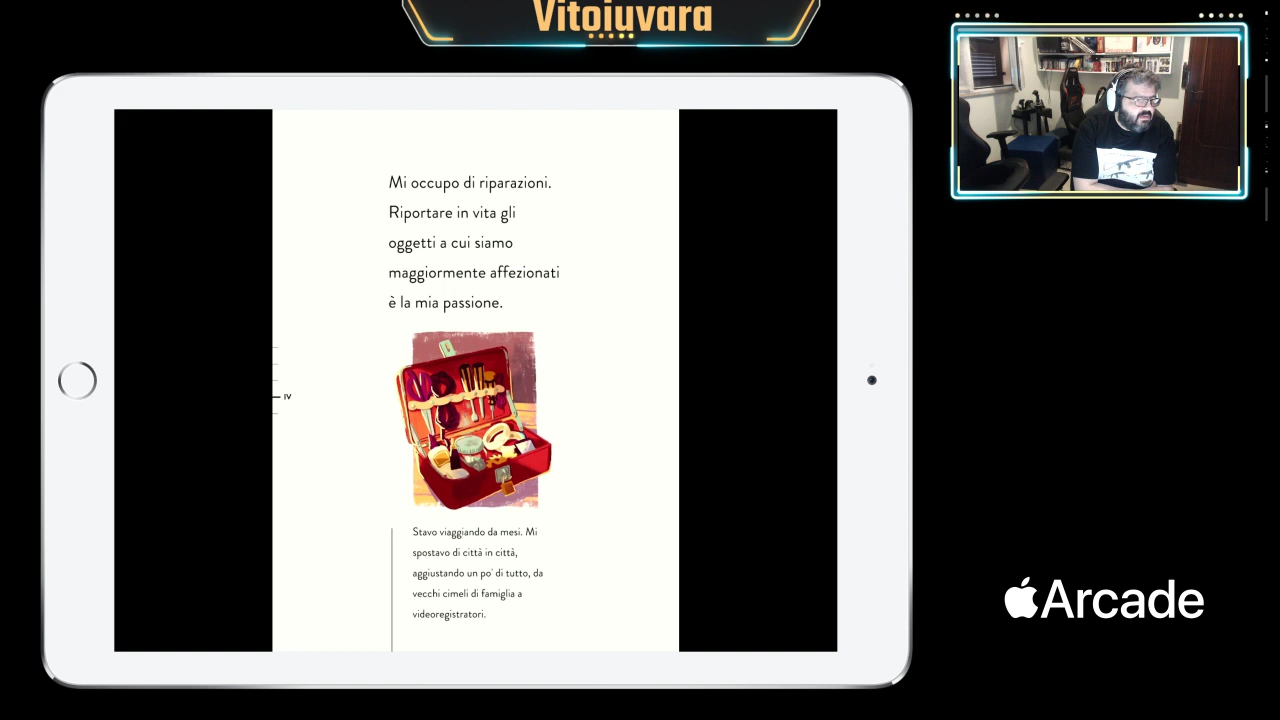 Vitoiuvara
Mi occupo di riparazioni.
Riportare in vita gli
oggetti a cui siamo
maggiormente affezionati
è la mia passione.
IV
Stavo viaggiando da mesi. Mi
spostavo di città in città,
aggiustando un po' di tutto, da
vecchi cimeli di famiglia a
videoregistratori.
Arcade